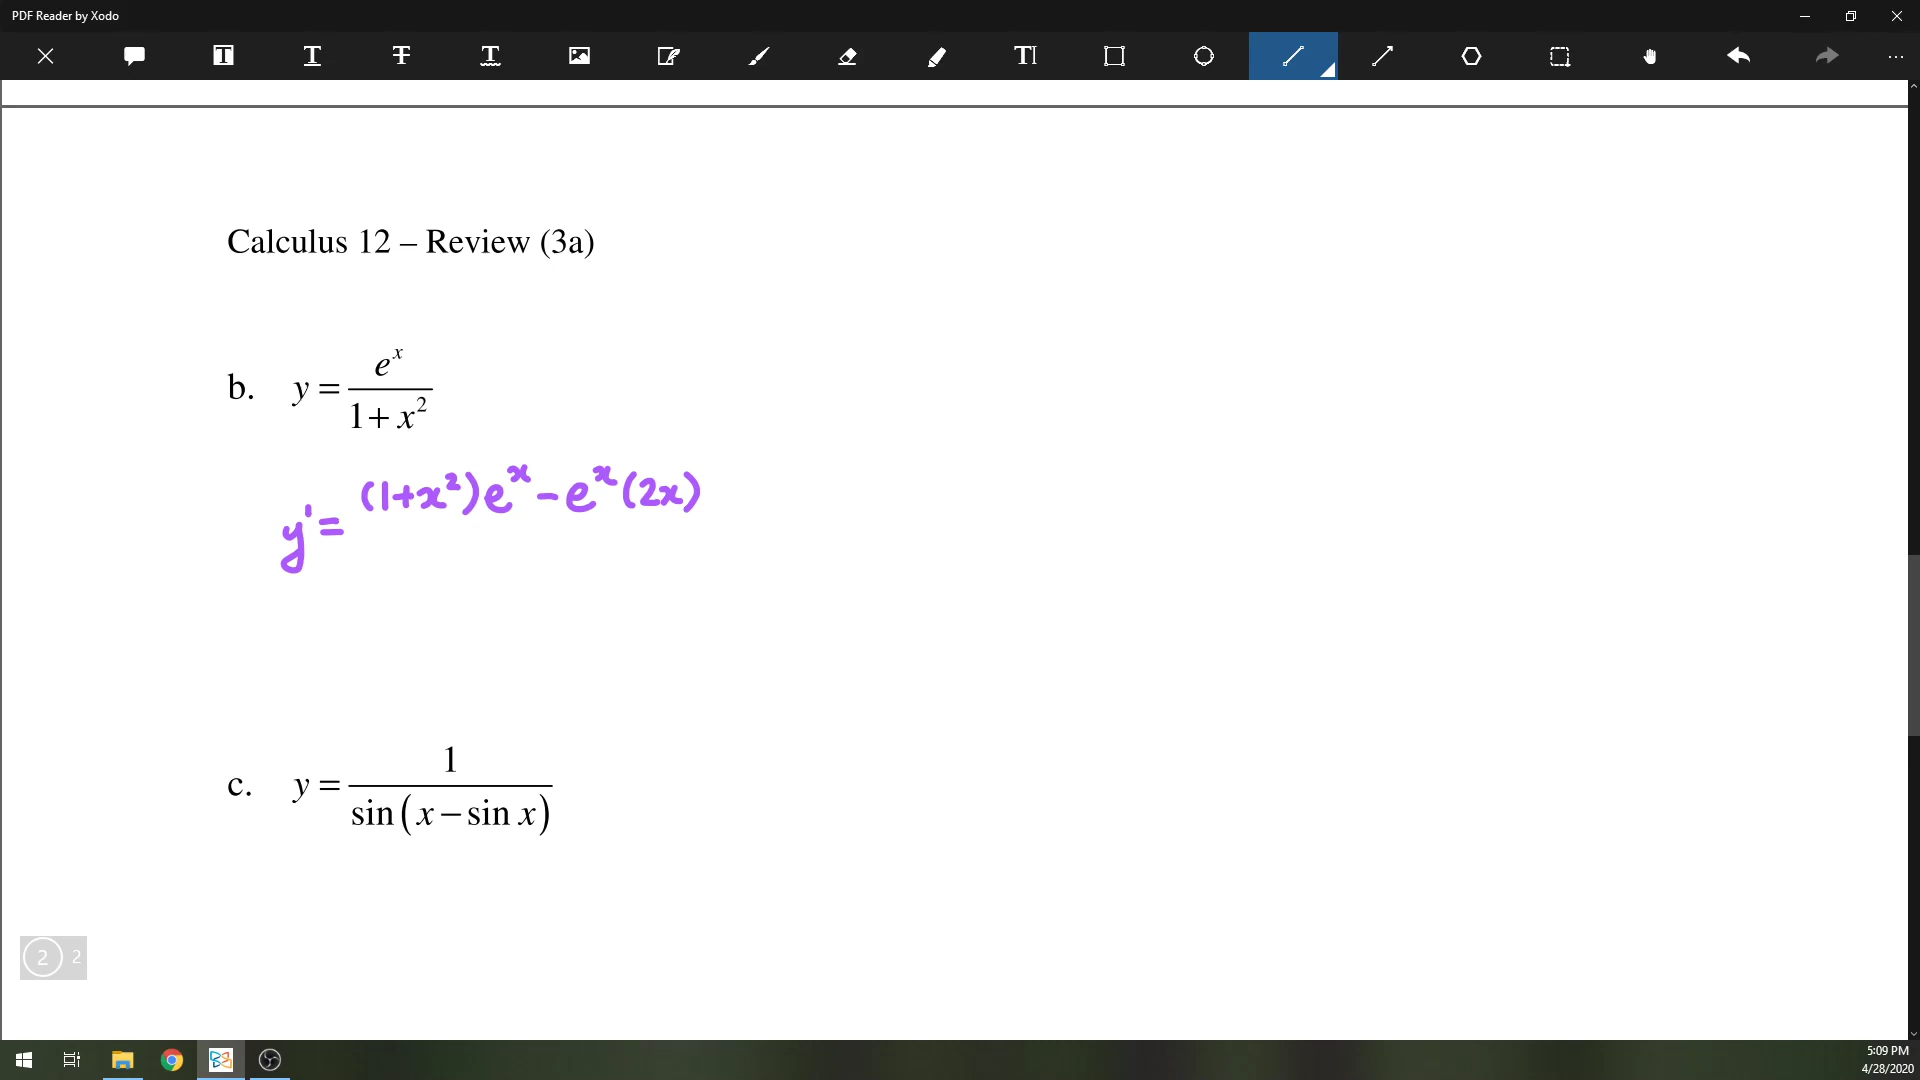 PDF Reader by Xodo
Calculus 12 – Review (3a)
b. y = e^x / (1 + x^2)
y' = (1+x^2)e^x - e^x(2x)
c. y = 1 / sin(x − sin x)
2 2
5:09 PM
4/28/2020